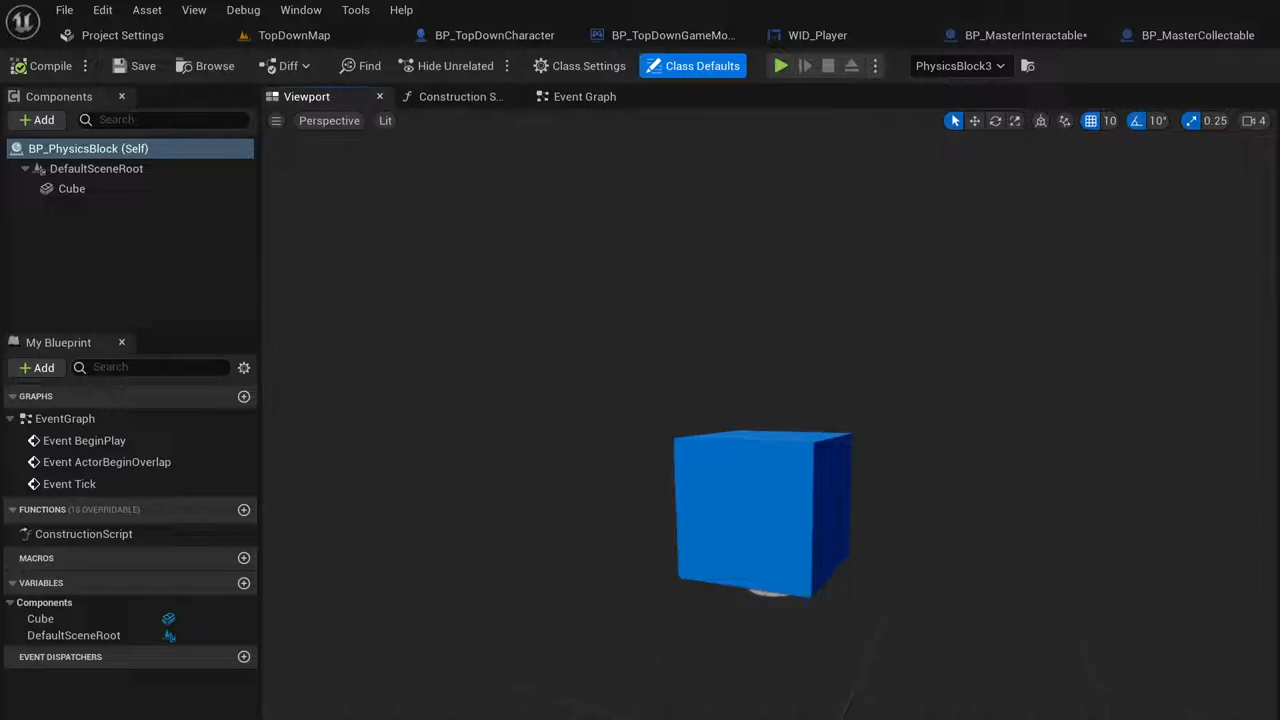 File Edit Asset View Debug Window Tools Help
Project Settings TopDownMap BP_TopDownCharacter BP_TopDownGameMo... WID_Player BP_MasterInteractable* BP_MasterCollectable
Compile Save Browse Diff Find Hide Unrelated Class Settings Class Defaults PhysicsBlock3
Components Viewport Construction S... Event Graph
+ Add Search Perspective Lit 10 10° 0.25 4
BP_PhysicsBlock (Self)
DefaultSceneRoot
Cube
My Blueprint
+ Add Search
GRAPHS
EventGraph
Event BeginPlay
Event ActorBeginOverlap
Event Tick
FUNCTIONS (18 OVERRIDABLE)
ConstructionScript
MACROS
VARIABLES
Components
Cube
DefaultSceneRoot
EVENT DISPATCHERS